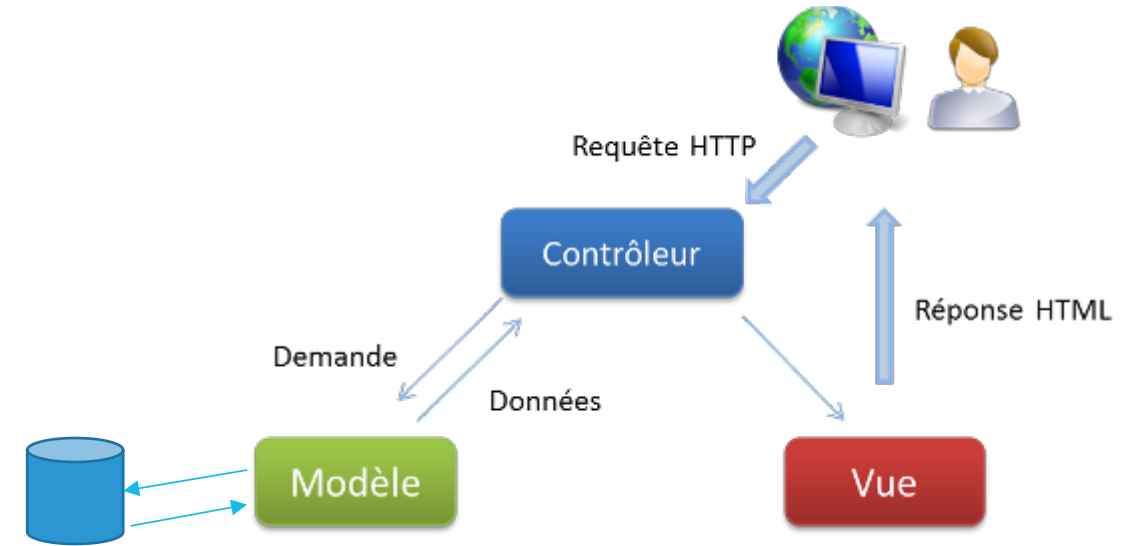 Requête HTTP
Contrôleur
Réponse HTML
Demande
Données
Modèle
Vue